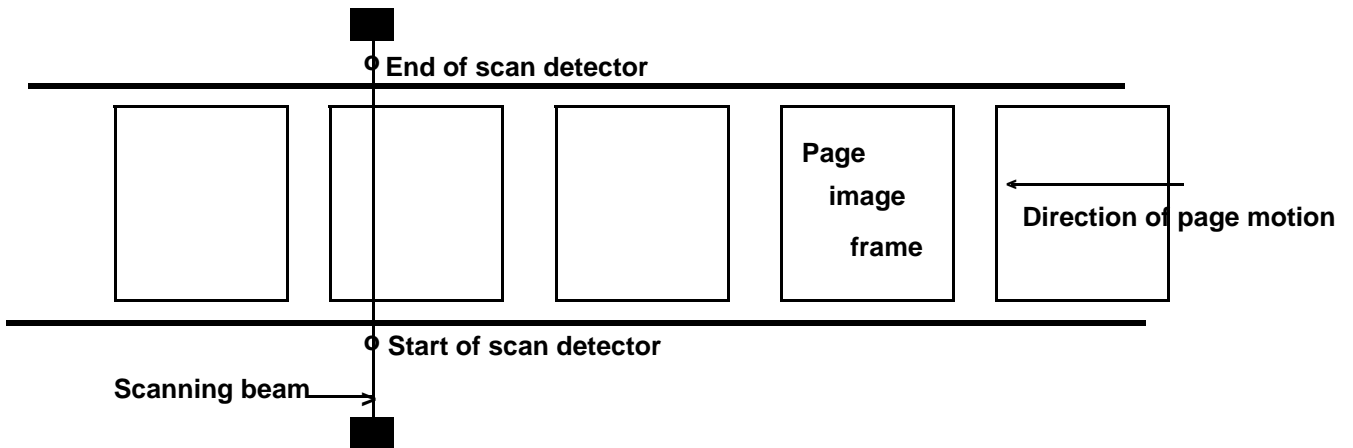 End of scan detector
Page
image
frame
Direction of page motion
Start of scan detector
Scanning beam